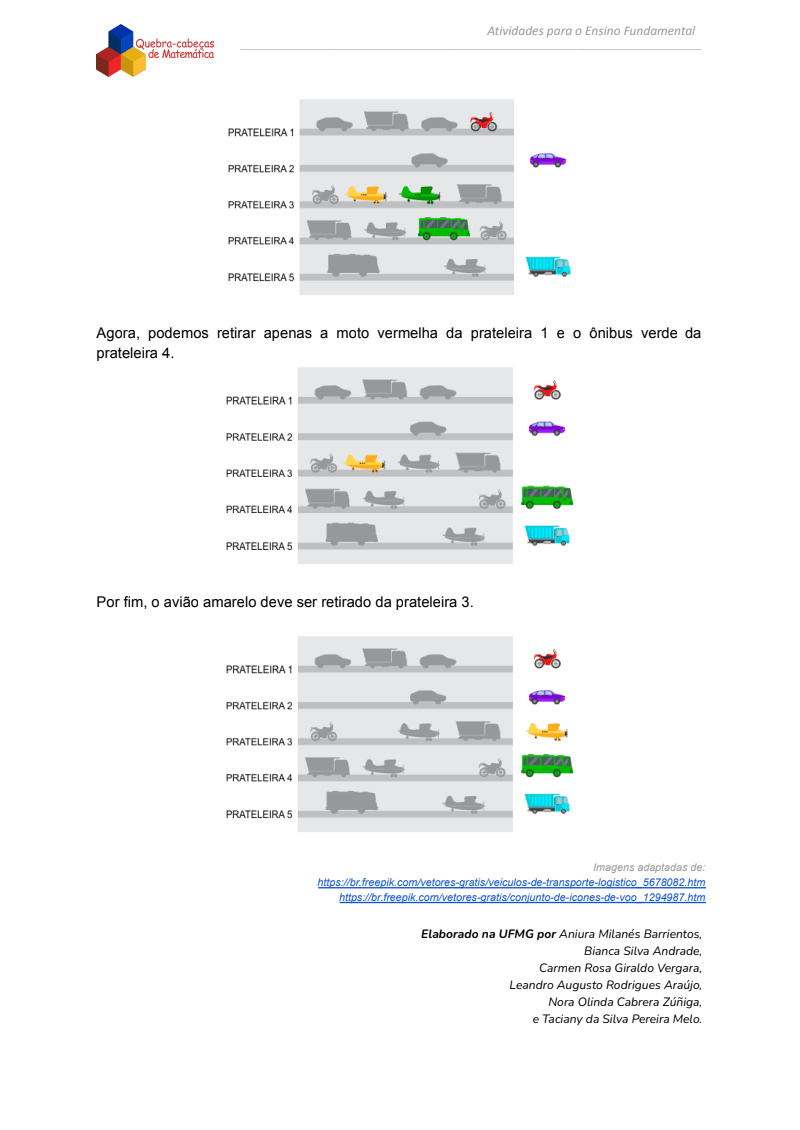 Quebra-cabeças
de Matemática
Atividades para o Ensino Fundamental
PRATELEIRA 1
PRATELEIRA 2
PRATELEIRA 3
PRATELEIRA 4
PRATELEIRA 5
Agora, podemos retirar apenas a moto vermelha da prateleira 1 e o ônibus verde da
prateleira 4.
PRATELEIRA 1
PRATELEIRA 2
PRATELEIRA 3
PRATELEIRA 4
PRATELEIRA 5
Por fim, o avião amarelo deve ser retirado da prateleira 3.
PRATELEIRA 1
PRATELEIRA 2
PRATELEIRA 3
PRATELEIRA 4
PRATELEIRA 5
Imagens adaptadas de:
https://br.freepik.com/vetores-gratis/veiculos-de-transporte-logistico_5678082.htm
https://br.freepik.com/vetores-gratis/conjunto-de-icones-de-voo_1294987.htm
Elaborado na UFMG por Aniura Milanés Barrientos,
Bianca Silva Andrade,
Carmen Rosa Giraldo Vergara,
Leandro Augusto Rodrigues Araújo,
Nora Olinda Cabrera Zúñiga,
e Taciany da Silva Pereira Melo.